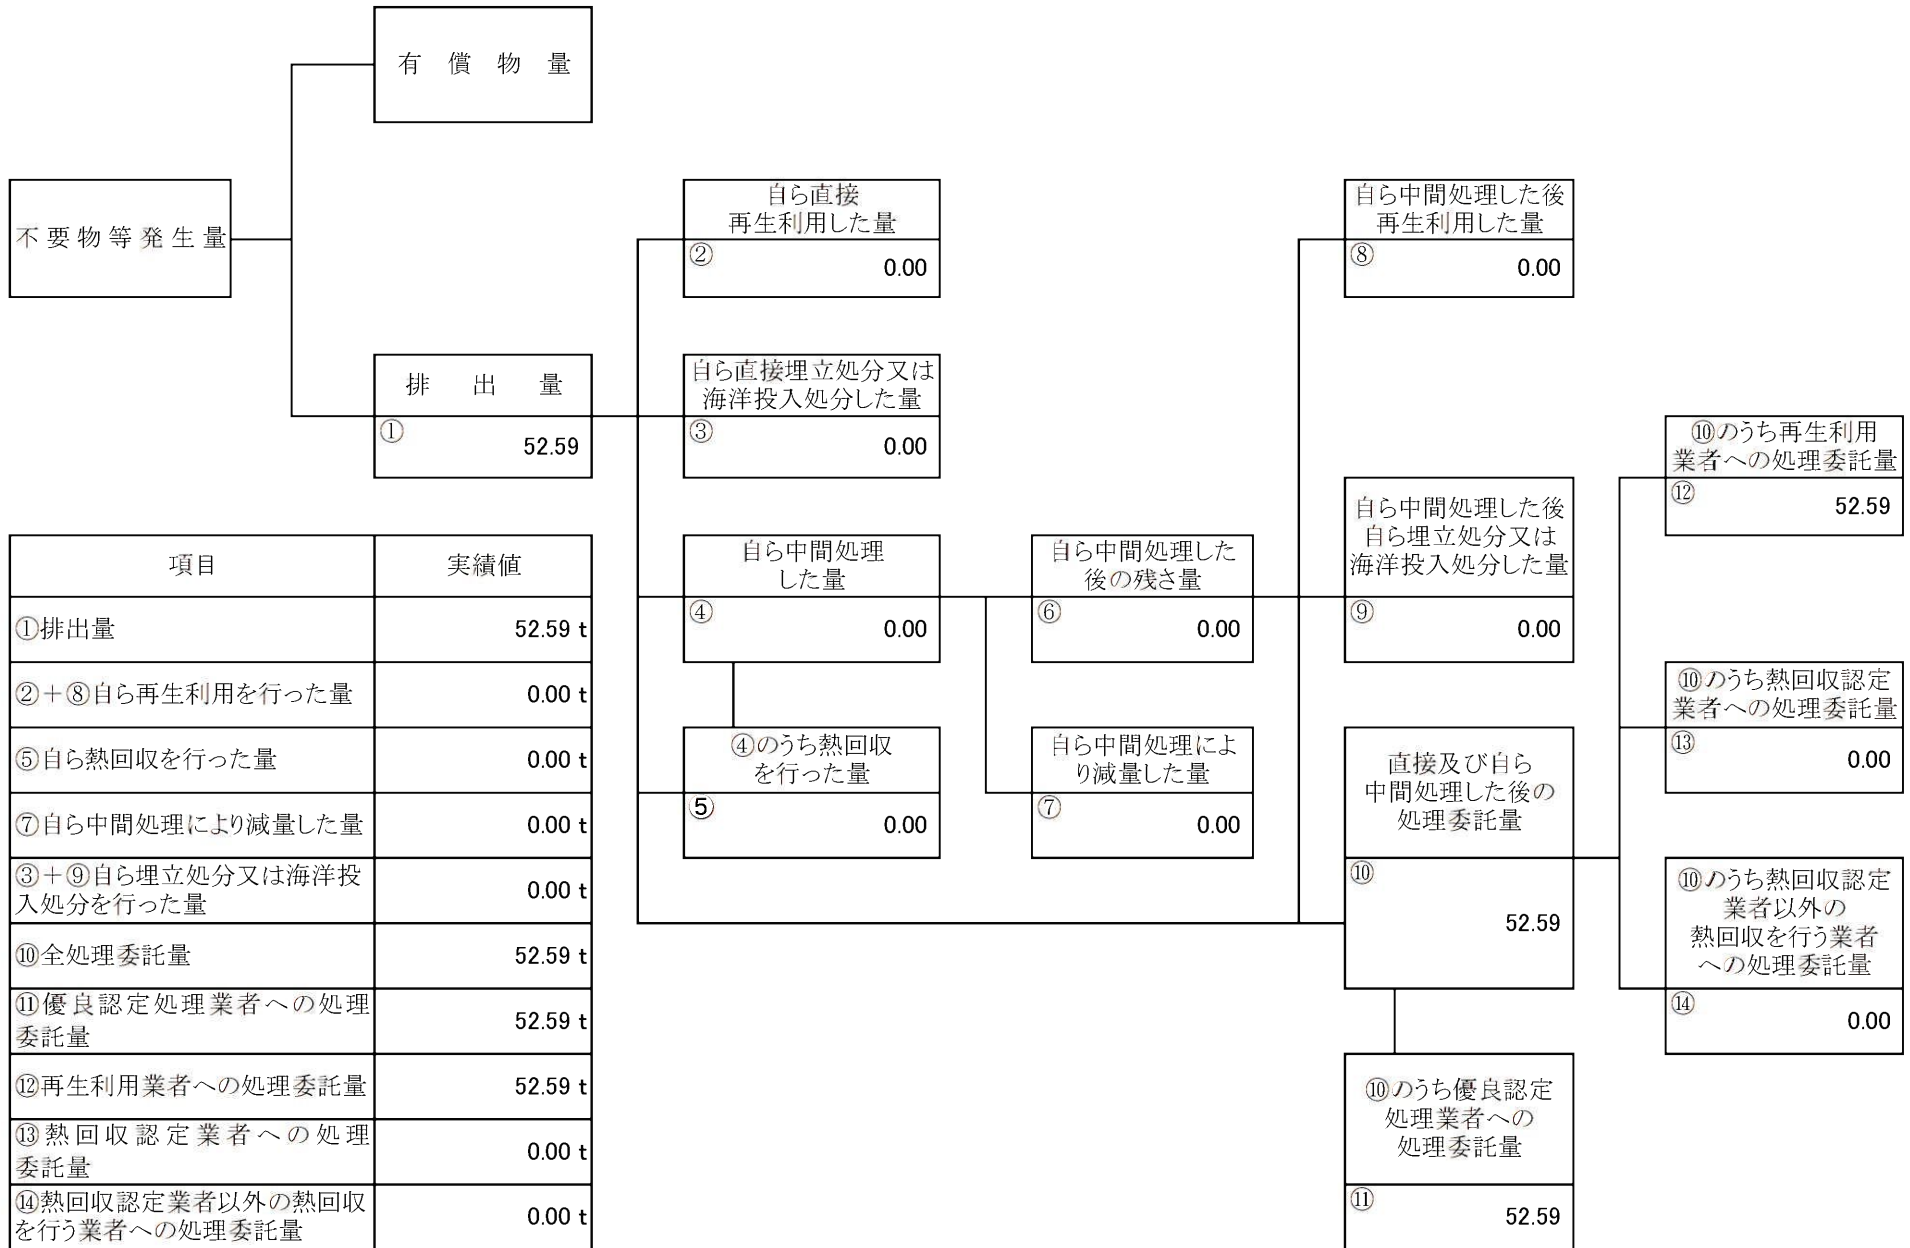 有償物量
不要物等発生量
排出量
①
52.59
自ら直接
再生利用した量
②
0.00
自ら直接埋立処分又は
海洋投入処分した量
③
0.00
自ら中間処理
した量
④
0.00
④のうち熱回収
を行った量
⑤
0.00
自ら中間処理した
後の残さ量
⑥
0.00
自ら中間処理によ
り減量した量
⑦
0.00
自ら中間処理した後
再生利用した量
⑧
0.00
自ら中間処理した後
自ら埋立処分又は
海洋投入処分した量
⑨
0.00
直接及び自ら
中間処理した後の
処理委託量
⑩
52.59
⑩のうち優良認定
処理業者への
処理委託量
⑪
52.59
⑩のうち再生利用
業者への処理委託量
⑫
52.59
⑩のうち熱回収認定
業者への処理委託量
⑬
0.00
⑩のうち熱回収認定
業者以外の
熱回収を行う業者
への処理委託量
⑭
0.00
項目 実績値
①排出量 52.59 t
②+⑧自ら再生利用を行った量 0.00 t
⑤自ら熱回収を行った量 0.00 t
⑦自ら中間処理により減量した量 0.00 t
③+⑨自ら埋立処分又は海洋投
入処分を行った量 0.00 t
⑩全処理委託量 52.59 t
⑪優良認定処理業者への処理
委託量 52.59 t
⑫再生利用業者への処理委託量 52.59 t
⑬熱回収認定業者への処理
委託量 0.00 t
⑭熱回収認定業者以外の熱回収
を行う業者への処理委託量 0.00 t